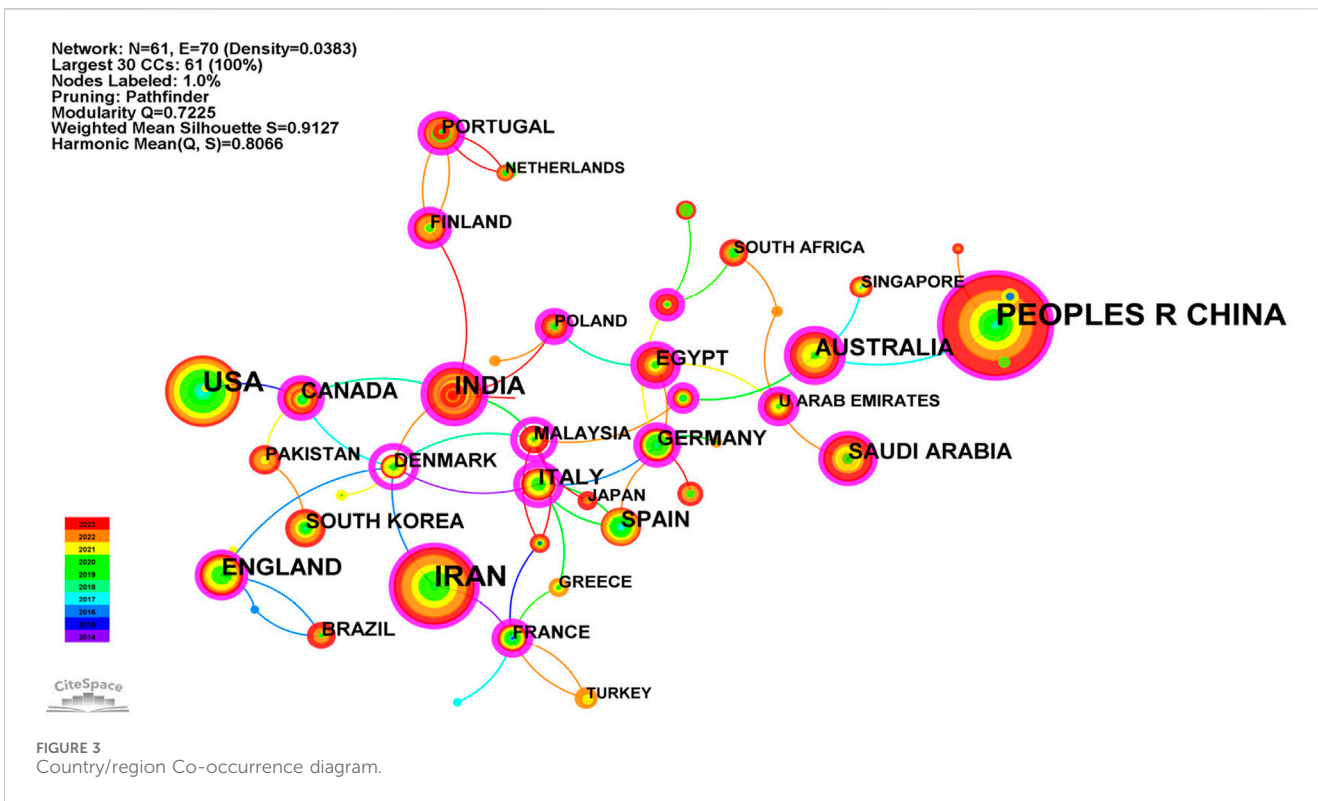 Network: N=61, E=70 (Density=0.0383)
Largest 30 CCs: 61 (100%)
Nodes Labeled: 1.0%
Pruning: Pathfinder
Modularity Q=0.7225
Weighted Mean Silhouette S=0.9127
Harmonic Mean(Q, S)=0.8066
PORTUGAL
NETHERLANDS
FINLAND
SOUTH AFRICA
SINGAPORE
PEOPLES R CHINA
POLAND
AUSTRALIA
EGYPT
USA
CANADA
INDIA
U ARAB EMIRATES
MALAYSIA
GERMANY
PAKISTAN
DENMARK
SAUDI ARABIA
ITALY
JAPAN
SOUTH KOREA
SPAIN
ENGLAND
IRAN
GREECE
BRAZIL
FRANCE
TURKEY
2023
2022
2021
2020
2019
2018
2017
2016
2015
2014
CiteSpace
FIGURE 3
Country/region Co-occurrence diagram.